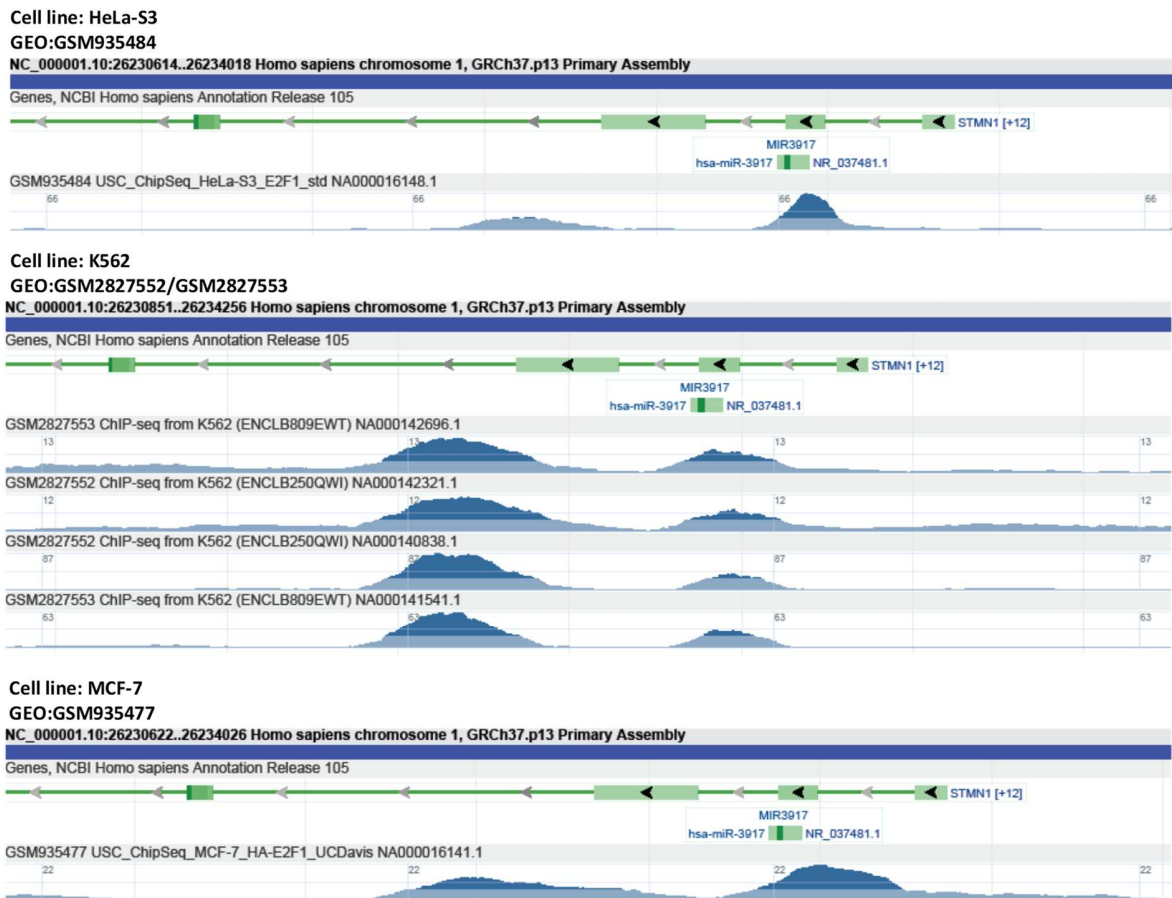 Cell line: HeLa-S3
GEO:GSM935484
NC_000001.10:26230614..26234018 Homo sapiens chromosome 1, GRCh37.p13 Primary Assembly
Genes, NCBI Homo sapiens Annotation Release 105
STMN1 [+12]
MIR3917
hsa-miR-3917 NR_037481.1
GSM935484 USC_ChipSeq_HeLa-S3_E2F1_std NA000016148.1
66 66 66 66
Cell line: K562
GEO:GSM2827552/GSM2827553
NC_000001.10:26230851..26234256 Homo sapiens chromosome 1, GRCh37.p13 Primary Assembly
Genes, NCBI Homo sapiens Annotation Release 105
STMN1 [+12]
MIR3917
hsa-miR-3917 NR_037481.1
GSM2827553 ChIP-seq from K562 (ENCLB809EWT) NA000142696.1
13 13 13 13
GSM2827552 ChIP-seq from K562 (ENCLB250QWI) NA000142321.1
12 12 12 12
GSM2827552 ChIP-seq from K562 (ENCLB250QWI) NA000140838.1
87 87 87 87
GSM2827553 ChIP-seq from K562 (ENCLB809EWT) NA000141541.1
63 63 63 63
Cell line: MCF-7
GEO:GSM935477
NC_000001.10:26230622..26234026 Homo sapiens chromosome 1, GRCh37.p13 Primary Assembly
Genes, NCBI Homo sapiens Annotation Release 105
STMN1 [+12]
MIR3917
hsa-miR-3917 NR_037481.1
GSM935477 USC_ChipSeq_MCF-7_HA-E2F1_UCDavis NA000016141.1
22 22 22 22